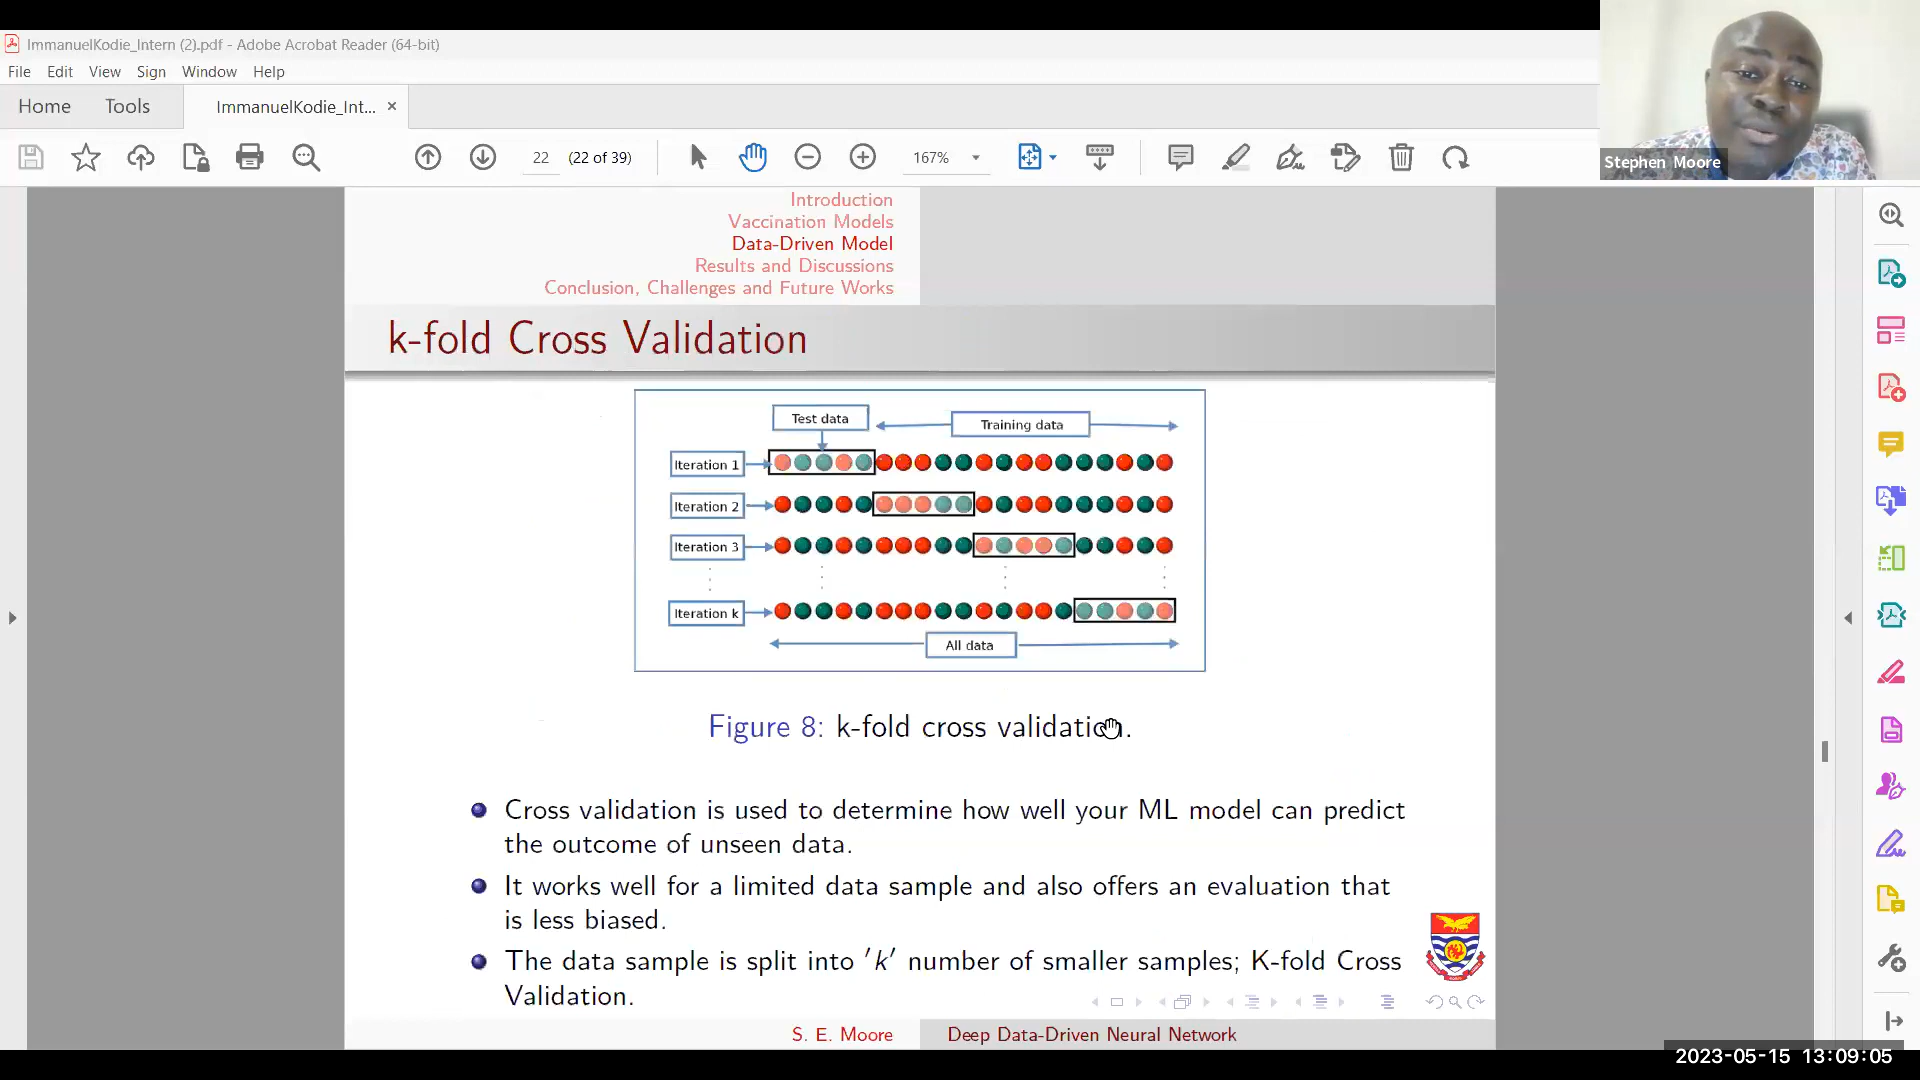 ImmanuelKodie_Intern (2).pdf - Adobe Acrobat Reader (64-bit)
File Edit View Sign Window Help
Home Tools ImmanuelKodie_Int... ×
22 (22 of 39) 167%
Stephen Moore
Introduction
Vaccination Models
Data-Driven Model
Results and Discussions
Conclusion, Challenges and Future Works
k-fold Cross Validation
Test data
Training data
Iteration 1
Iteration 2
Iteration 3
Iteration k
All data
Figure 8: k-fold cross validation.
Cross validation is used to determine how well your ML model can predict
the outcome of unseen data.
It works well for a limited data sample and also offers an evaluation that
is less biased.
The data sample is split into 'k' number of smaller samples; K-fold Cross
Validation.
S. E. Moore Deep Data-Driven Neural Network
2023-05-15 13:09:05